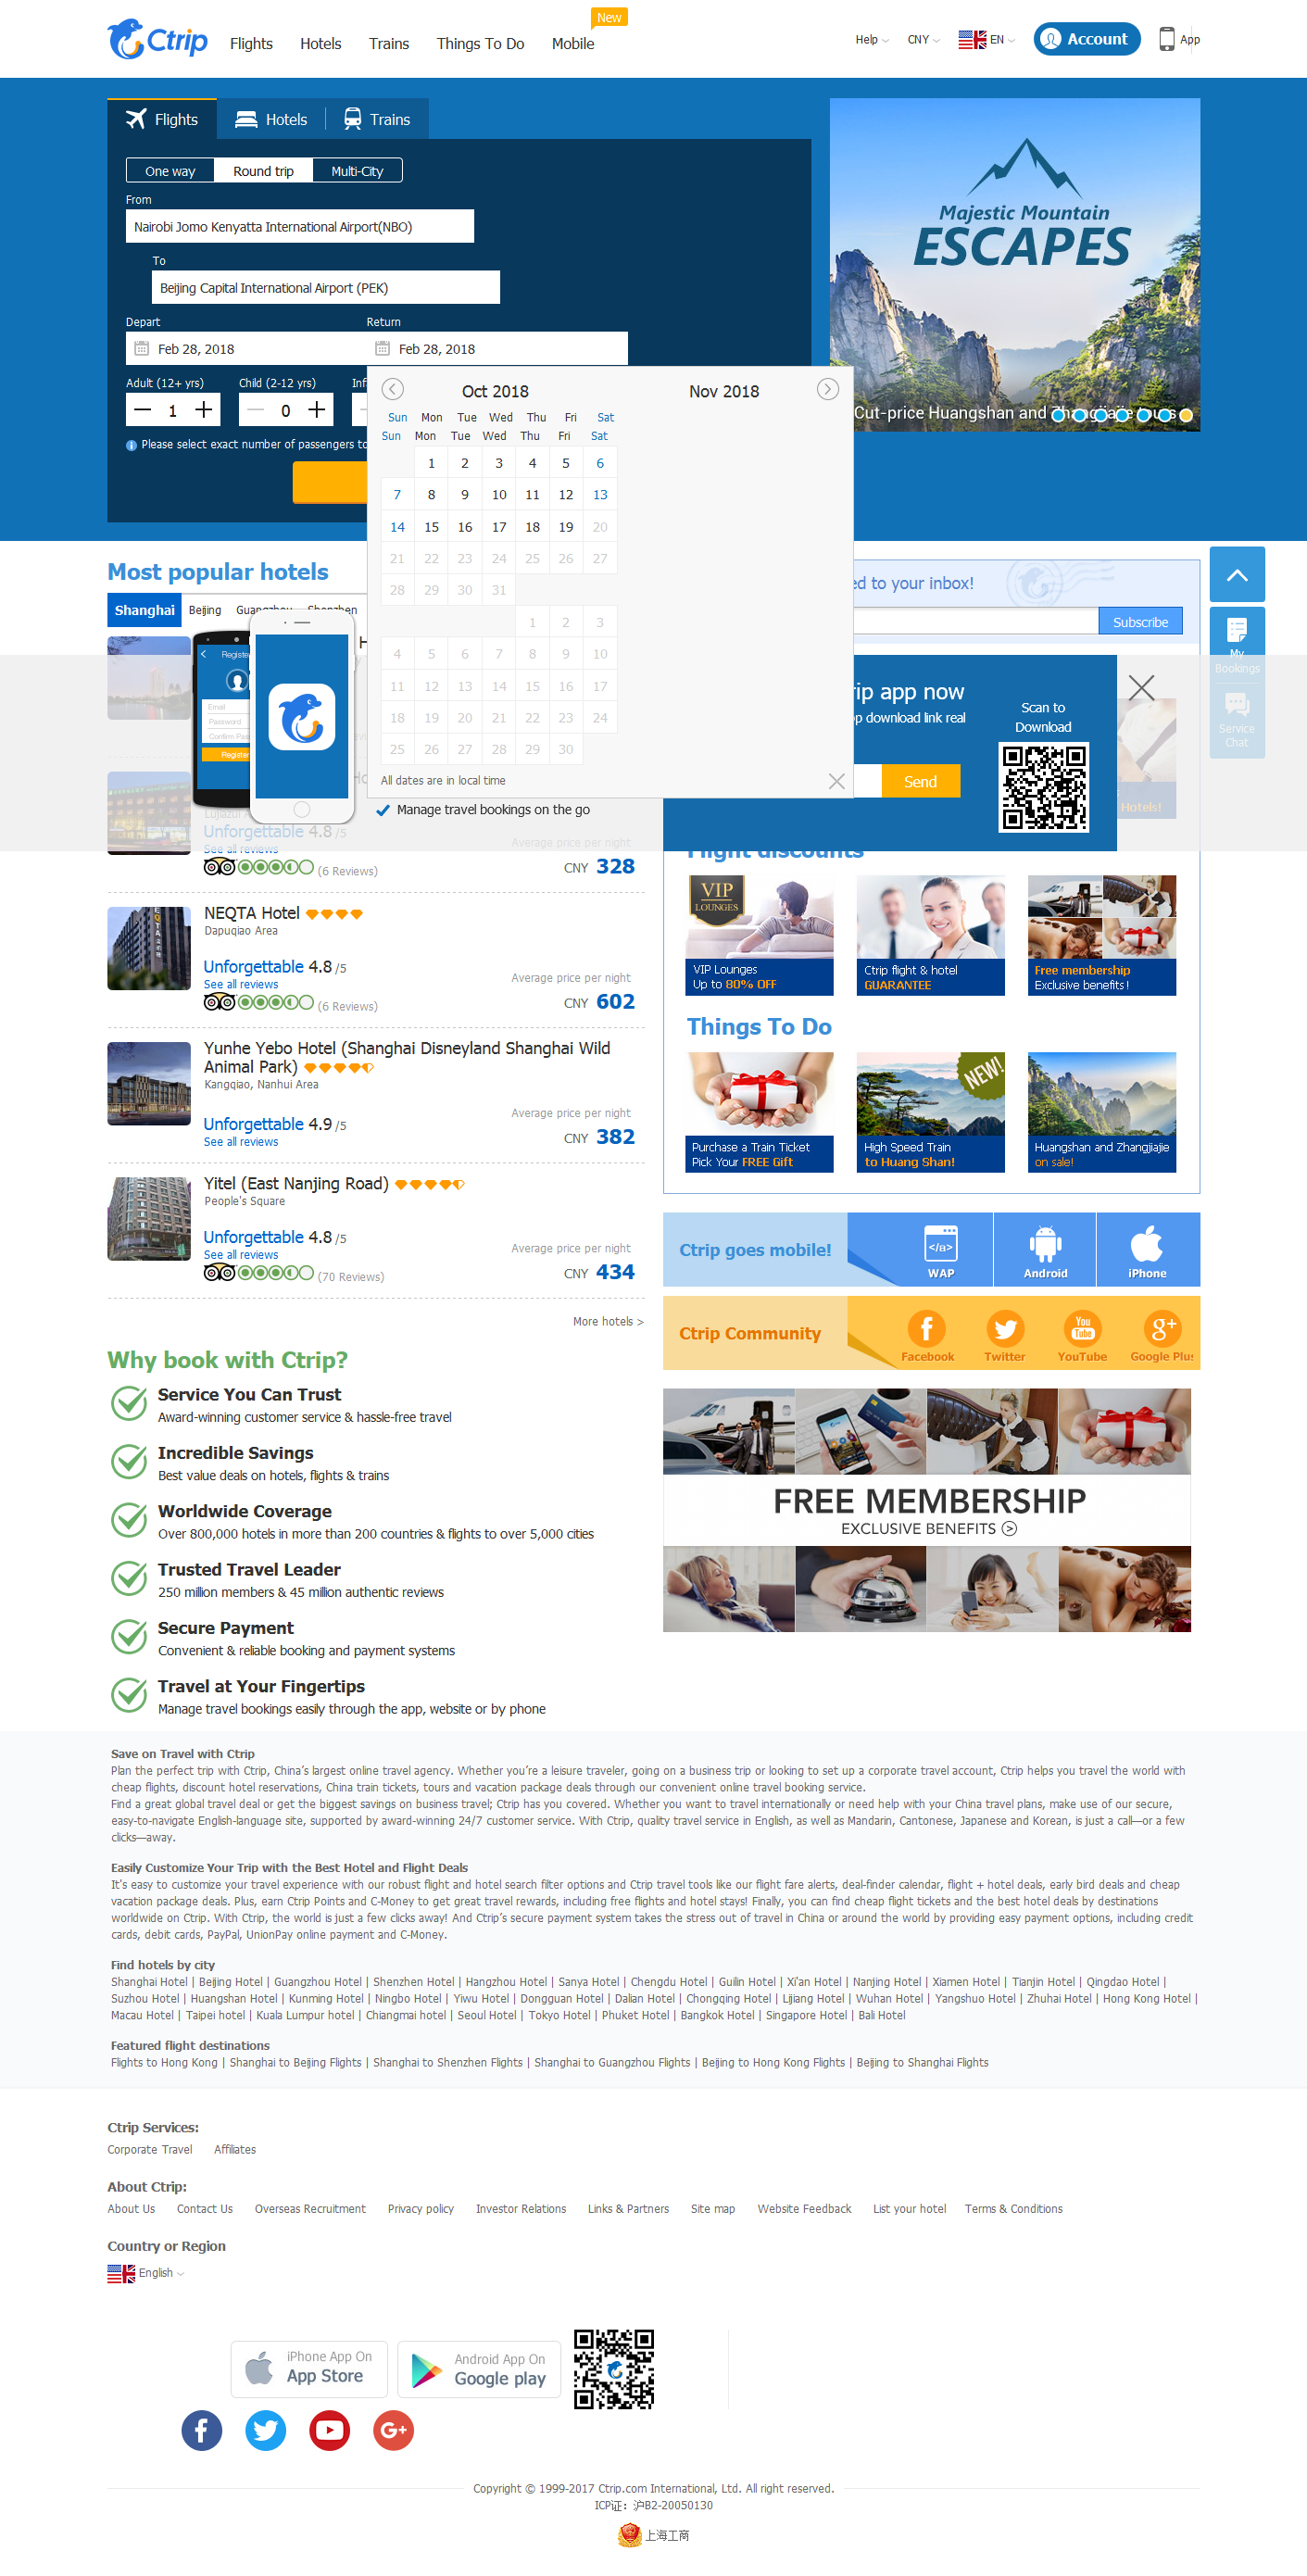 Ctrip
Flights
Hotels
Trains
Things To Do
Mobile
New
Help
CNY
EN
Account
App
Flights
Hotels
Trains
One way
Round trip
Multi-City
From
Nairobi Jomo Kenyatta International Airport(NBO)
To
Beijing Capital International Airport (PEK)
Depart
Return
Feb 28, 2018
Feb 28, 2018
Adult (12+ yrs)
Child (2-12 yrs)
1
0
Please select exact number of passengers to
Majestic Mountain
ESCAPES
Cut-price Huangshan and Zhangjiajie tours
Oct 2018
Nov 2018
Sun Mon Tue Wed Thu Fri Sat
Sun Mon Tue Wed Thu Fri Sat
1 2 3 4 5 6
7 8 9 10 11 12 13
14 15 16 17 18 19 20
21 22 23 24 25 26 27
28 29 30 31
1 2 3
4 5 6 7 8 9 10
11 12 13 14 15 16 17
18 19 20 21 22 23 24
25 26 27 28 29 30
All dates are in local time
Most popular hotels
Shanghai
Beijing
Guangzhou
Shenzhen
ed to your inbox!
Subscribe
My
Bookings
Service
Chat
Register
Email
Password
Confirm Pas
Register
rip app now
p download link real
Send
Scan to
Download
Hotels!
Manage travel bookings on the go
Lujiazui
Unforgettable 4.8 /5
See all reviews
(6 Reviews)
Average price per night
CNY 328
NEQTA Hotel
Dapuqiao Area
Unforgettable 4.8 /5
See all reviews
(6 Reviews)
Average price per night
CNY 602
Yunhe Yebo Hotel (Shanghai Disneyland Shanghai Wild
Animal Park)
Kangqiao, Nanhui Area
Unforgettable 4.9 /5
See all reviews
Average price per night
CNY 382
Yitel (East Nanjing Road)
People's Square
Unforgettable 4.8 /5
See all reviews
(70 Reviews)
Average price per night
CNY 434
More hotels >
Flight discounts
VIP
LOUNGES
VIP Lounges
Up to 80% OFF
Ctrip flight & hotel
GUARANTEE
Free membership
Exclusive benefits!
Things To Do
Purchase a Train Ticket
Pick Your FREE Gift
NEW!
High Speed Train
to Huang Shan!
Huangshan and Zhangjiajie
on sale!
Ctrip goes mobile!
</a>
WAP
Android
iPhone
Ctrip Community
Facebook
Twitter
You
Tube
YouTube
g+
Google Plus
FREE MEMBERSHIP
EXCLUSIVE BENEFITS
Why book with Ctrip?
Service You Can Trust
Award-winning customer service & hassle-free travel
Incredible Savings
Best value deals on hotels, flights & trains
Worldwide Coverage
Over 800,000 hotels in more than 200 countries & flights to over 5,000 cities
Trusted Travel Leader
250 million members & 45 million authentic reviews
Secure Payment
Convenient & reliable booking and payment systems
Travel at Your Fingertips
Manage travel bookings easily through the app, website or by phone
Save on Travel with Ctrip
Plan the perfect trip with Ctrip, China’s largest online travel agency. Whether you’re a leisure traveler, going on a business trip or looking to set up a corporate travel account, Ctrip helps you travel the world with
cheap flights, discount hotel reservations, China train tickets, tours and vacation package deals through our convenient online travel booking service.
Find a great global travel deal or get the biggest savings on business travel; Ctrip has you covered. Whether you want to travel internationally or need help with your China travel plans, make use of our secure,
easy-to-navigate English-language site, supported by award-winning 24/7 customer service. With Ctrip, quality travel service in English, as well as Mandarin, Cantonese, Japanese and Korean, is just a call—or a few
clicks—away.
Easily Customize Your Trip with the Best Hotel and Flight Deals
It's easy to customize your travel experience with our robust flight and hotel search filter options and Ctrip travel tools like our flight fare alerts, deal-finder calendar, flight + hotel deals, early bird deals and cheap
vacation package deals. Plus, earn Ctrip Points and C-Money to get great travel rewards, including free flights and hotel stays! Finally, you can find cheap flight tickets and the best hotel deals by destinations
worldwide on Ctrip. With Ctrip, the world is just a few clicks away! And Ctrip’s secure payment system takes the stress out of travel in China or around the world by providing easy payment options, including credit
cards, debit cards, PayPal, UnionPay online payment and C-Money.
Find hotels by city
Shanghai Hotel | Beijing Hotel | Guangzhou Hotel | Shenzhen Hotel | Hangzhou Hotel | Sanya Hotel | Chengdu Hotel | Guilin Hotel | Xi'an Hotel | Nanjing Hotel | Xiamen Hotel | Tianjin Hotel | Qingdao Hotel |
Suzhou Hotel | Huangshan Hotel | Kunming Hotel | Ningbo Hotel | Yiwu Hotel | Dongguan Hotel | Dalian Hotel | Chongqing Hotel | Lijiang Hotel | Wuhan Hotel | Yangshuo Hotel | Zhuhai Hotel | Hong Kong Hotel |
Macau Hotel | Taipei hotel | Kuala Lumpur hotel | Chiangmai hotel | Seoul Hotel | Tokyo Hotel | Phuket Hotel | Bangkok Hotel | Singapore Hotel | Bali Hotel
Featured flight destinations
Flights to Hong Kong | Shanghai to Beijing Flights | Shanghai to Shenzhen Flights | Shanghai to Guangzhou Flights | Beijing to Hong Kong Flights | Beijing to Shanghai Flights
Ctrip Services:
Corporate Travel
Affiliates
About Ctrip:
About Us
Contact Us
Overseas Recruitment
Privacy policy
Investor Relations
Links & Partners
Site map
Website Feedback
List your hotel
Terms & Conditions
Country or Region
English
iPhone App On
App Store
Android App On
Google play
Copyright © 1999-2017 Ctrip.com International, Ltd. All right reserved.
ICP证：沪B2-20050130
上海工商